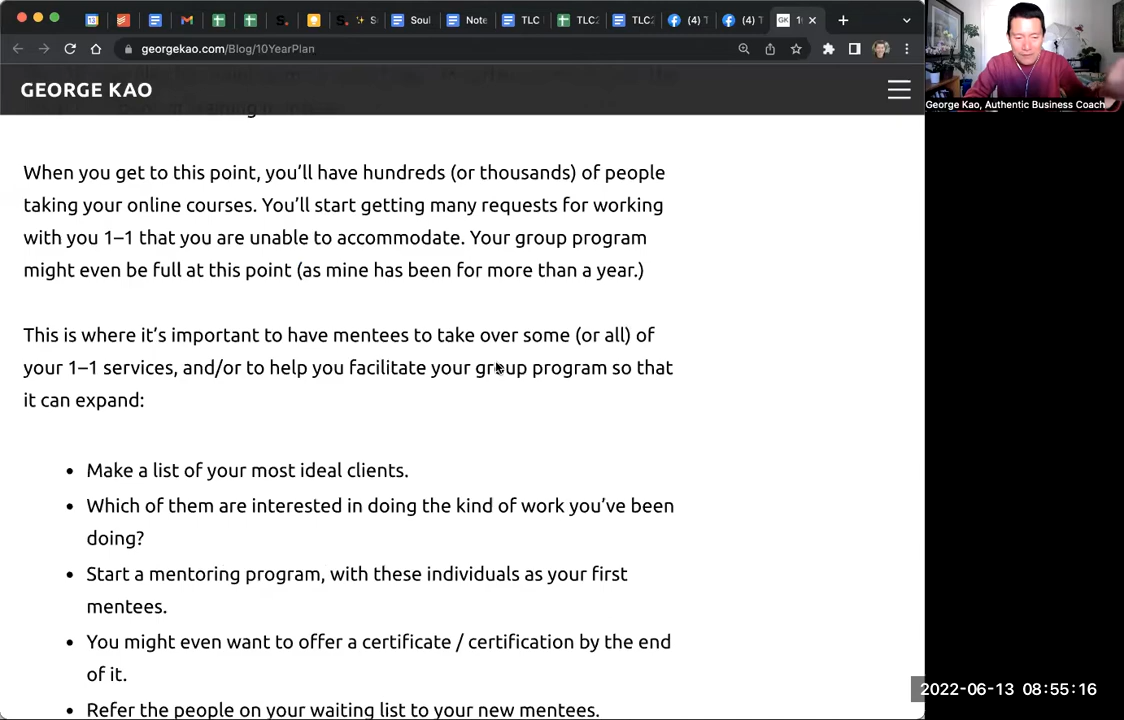 Soul
Note
TLC
TLC:
TLC:
(4) T
(4) T
georgekao.com/Blog/10YearPlan
GEORGE KAO
George Kao, Authentic Business Coach
When you get to this point, you'll have hundreds (or thousands) of people
taking your online courses. You'll start getting many requests for working
with you 1–1 that you are unable to accommodate. Your group program
might even be full at this point (as mine has been for more than a year.)
This is where it's important to have mentees to take over some (or all) of
your 1–1 services, and/or to help you facilitate your group program so that
it can expand:
• Make a list of your most ideal clients.
• Which of them are interested in doing the kind of work you've been
doing?
• Start a mentoring program, with these individuals as your first
mentees.
• You might even want to offer a certificate / certification by the end
of it.
• Refer the people on your waiting list to your new mentees.
2022-06-13 08:55:16